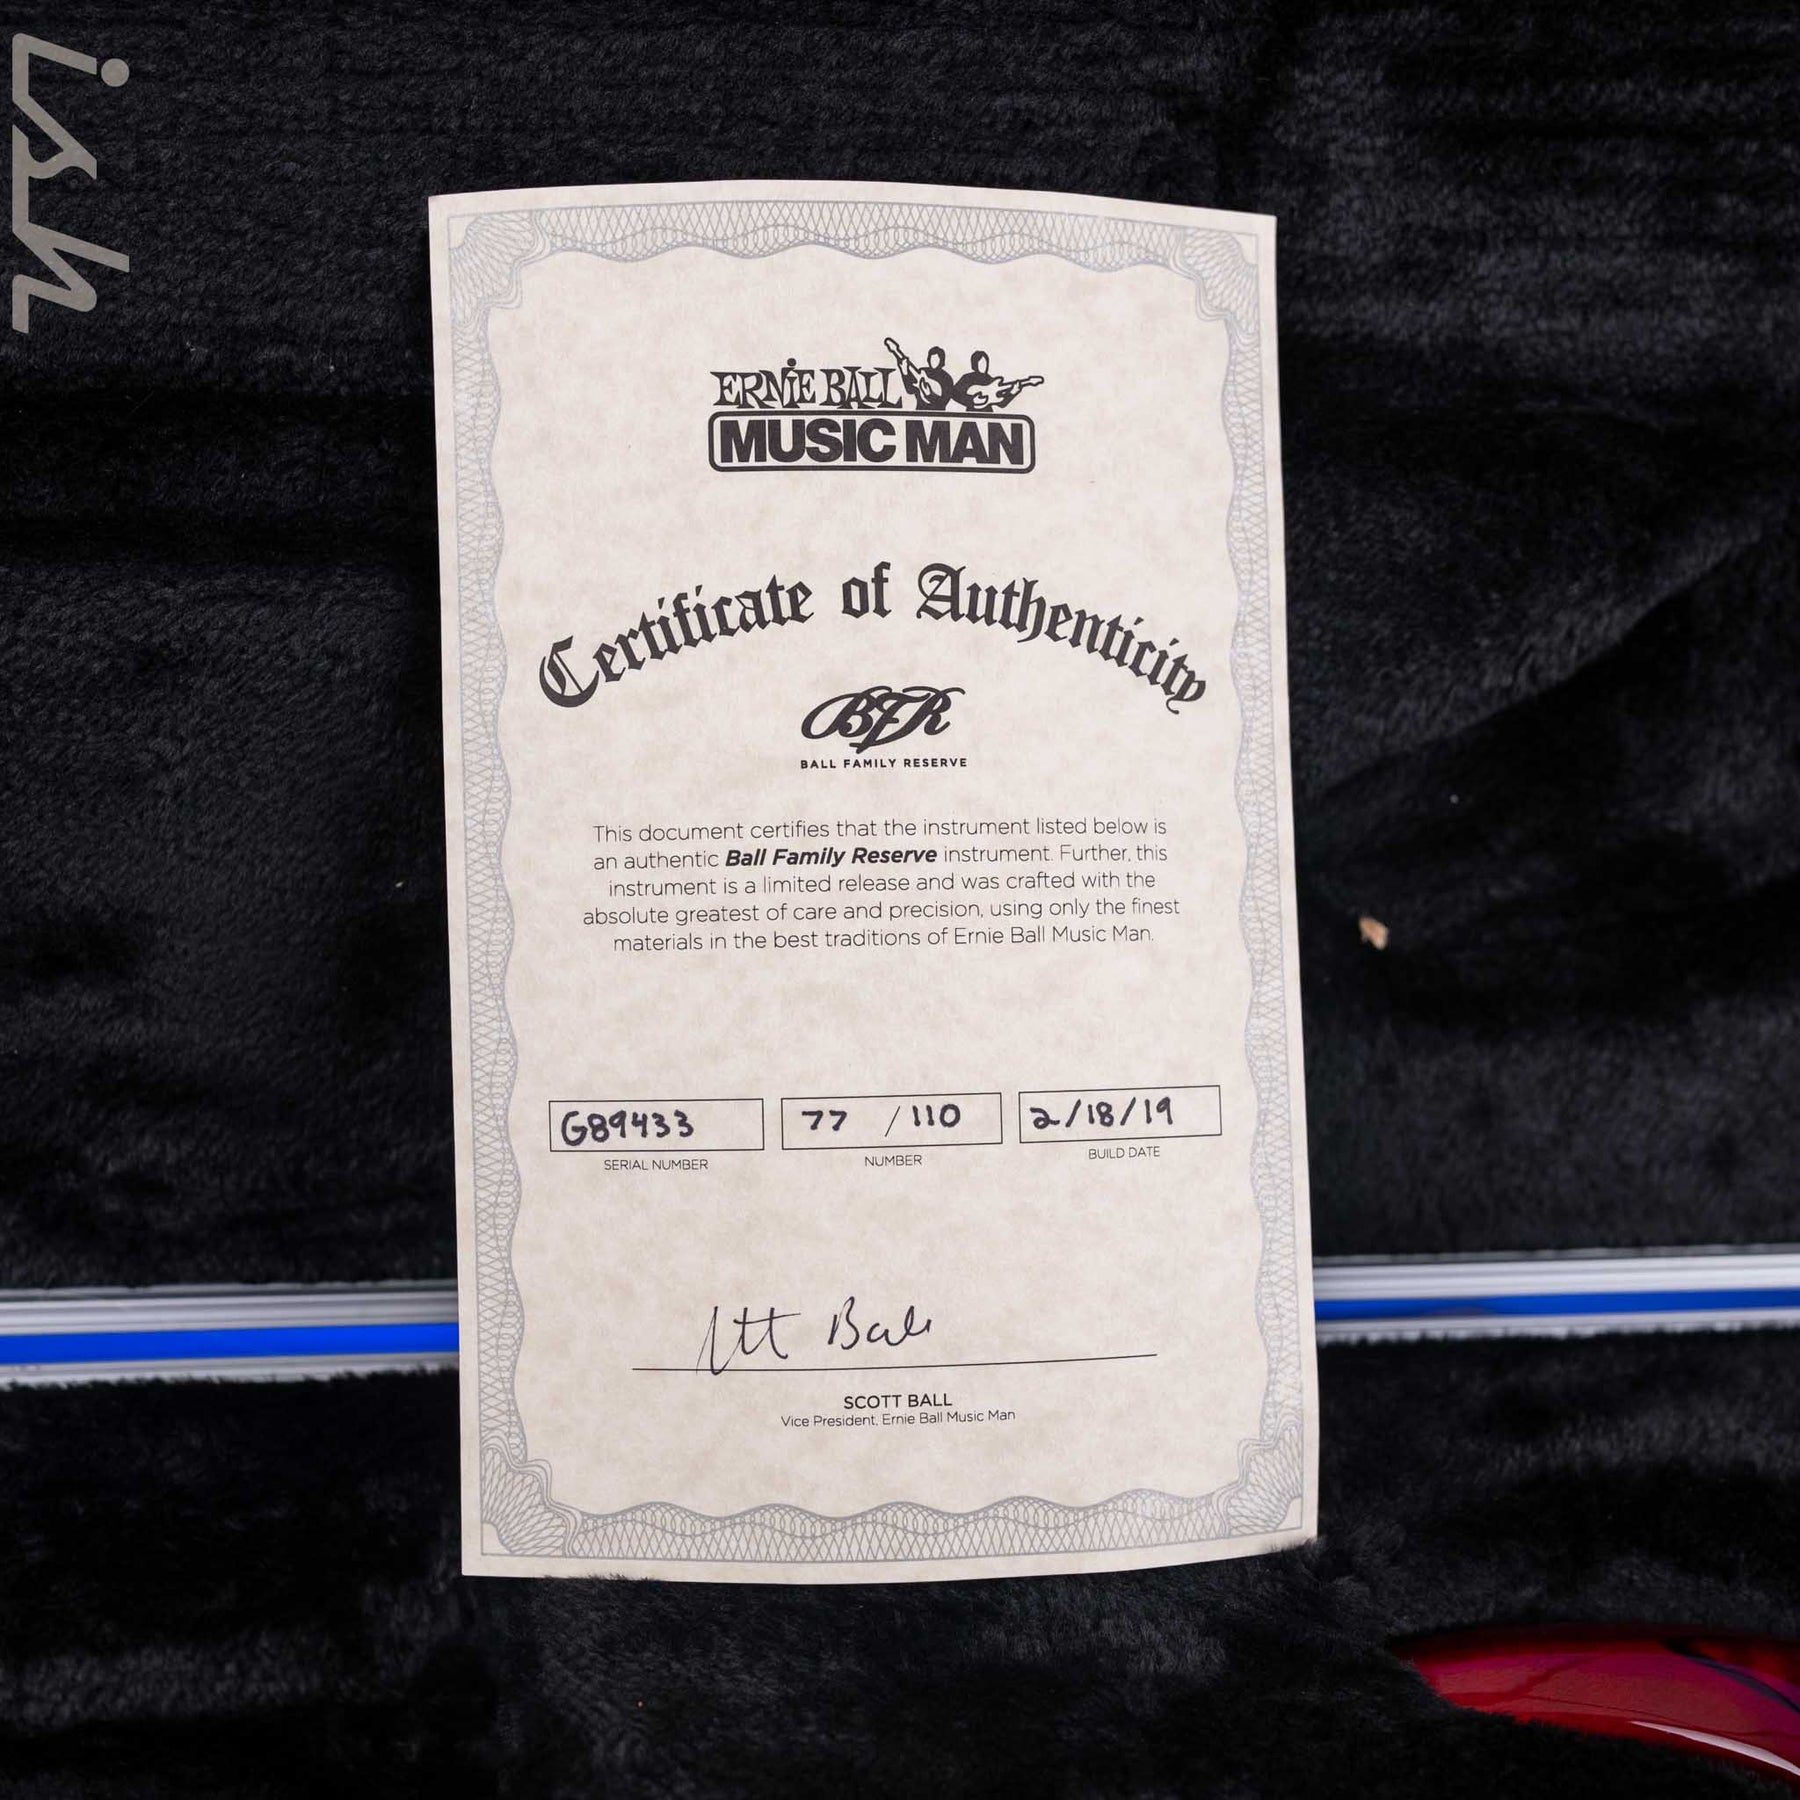 ish
ERNIE BALL
MUSIC MAN
Certificate of Authenticity
BFR
BALL FAMILY RESERVE
This document certifies that the instrument listed below is
an authentic Ball Family Reserve instrument. Further, this
instrument is a limited release and was crafted with the
absolute greatest of care and precision, using only the finest
materials in the best traditions of Ernie Ball Music Man.
G89433 77 / 110 2/18/19
SERIAL NUMBER NUMBER BUILD DATE
Ball
SCOTT BALL
Vice President, Ernie Ball Music Man